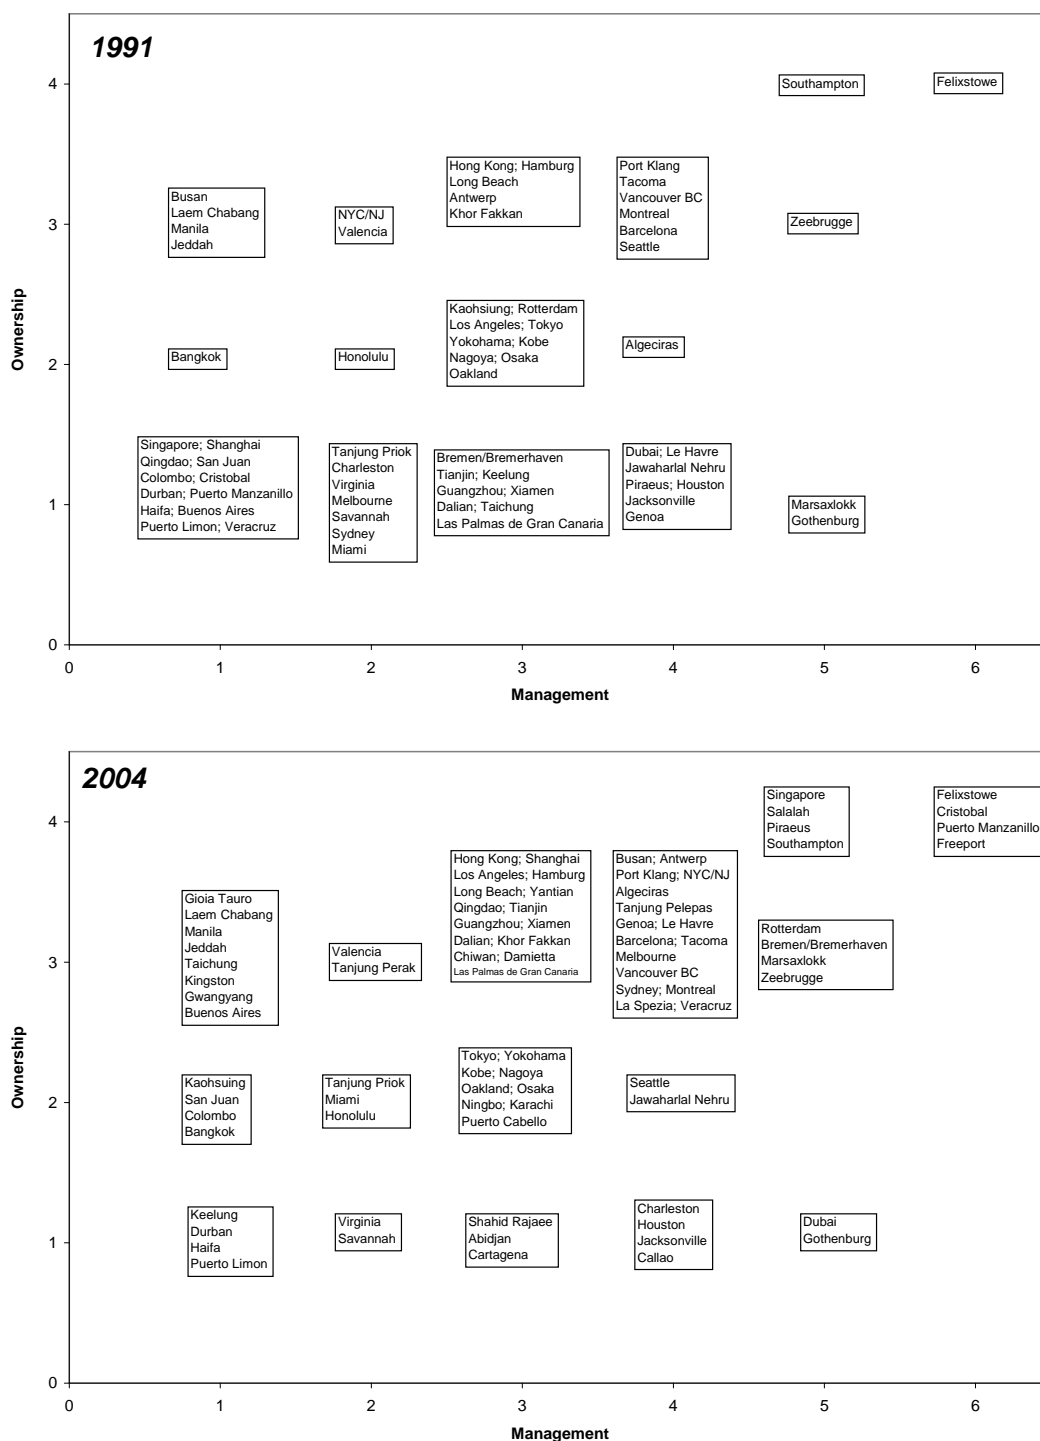 1991
4
Southampton
Felixstowe
Hong Kong; Hamburg
Long Beach
Antwerp
Khor Fakkan
Port Klang
Tacoma
Vancouver BC
Montreal
Barcelona
Seattle
Busan
Laem Chabang
Manila
Jeddah
NYC/NJ
Valencia
Zeebrugge
3
Ownership
Kaohsiung; Rotterdam
Los Angeles; Tokyo
Yokohama; Kobe
Nagoya; Osaka
Oakland
Bangkok
Honolulu
Algeciras
2
Singapore; Shanghai
Qingdao; San Juan
Colombo; Cristobal
Durban; Puerto Manzanillo
Haifa; Buenos Aires
Puerto Limon; Veracruz
Tanjung Priok
Charleston
Virginia
Melbourne
Savannah
Sydney
Miami
Bremen/Bremerhaven
Tianjin; Keelung
Guangzhou; Xiamen
Dalian; Taichung
Las Palmas de Gran Canaria
Dubai; Le Havre
Jawaharlal Nehru
Piraeus; Houston
Jacksonville
Genoa
Marsaxlokk
Gothenburg
1
0
0 1 2 3 4 5 6
Management
2004
4
Singapore
Salalah
Piraeus
Southampton
Felixstowe
Cristobal
Puerto Manzanillo
Freeport
Gioia Tauro
Laem Chabang
Manila
Jeddah
Taichung
Kingston
Gwangyang
Buenos Aires
Valencia
Tanjung Perak
Hong Kong; Shanghai
Los Angeles; Hamburg
Long Beach; Yantian
Qingdao; Tianjin
Guangzhou; Xiamen
Dalian; Khor Fakkan
Chiwan; Damietta
Las Palmas de Gran Canaria
Busan; Antwerp
Port Klang; NYC/NJ
Algeciras
Tanjung Pelepas
Genoa; Le Havre
Barcelona; Tacoma
Melbourne
Vancouver BC
Sydney; Montreal
La Spezia; Veracruz
Rotterdam
Bremen/Bremerhaven
Marsaxlokk
Zeebrugge
3
Ownership
Kaohsuing
San Juan
Colombo
Bangkok
Tanjung Priok
Miami
Honolulu
Tokyo; Yokohama
Kobe; Nagoya
Oakland; Osaka
Ningbo; Karachi
Puerto Cabello
Seattle
Jawaharlal Nehru
2
Keelung
Durban
Haifa
Puerto Limon
Virginia
Savannah
Shahid Rajaee
Abidjan
Cartagena
Charleston
Houston
Jacksonville
Callao
Dubai
Gothenburg
1
0
0 1 2 3 4 5 6
Management